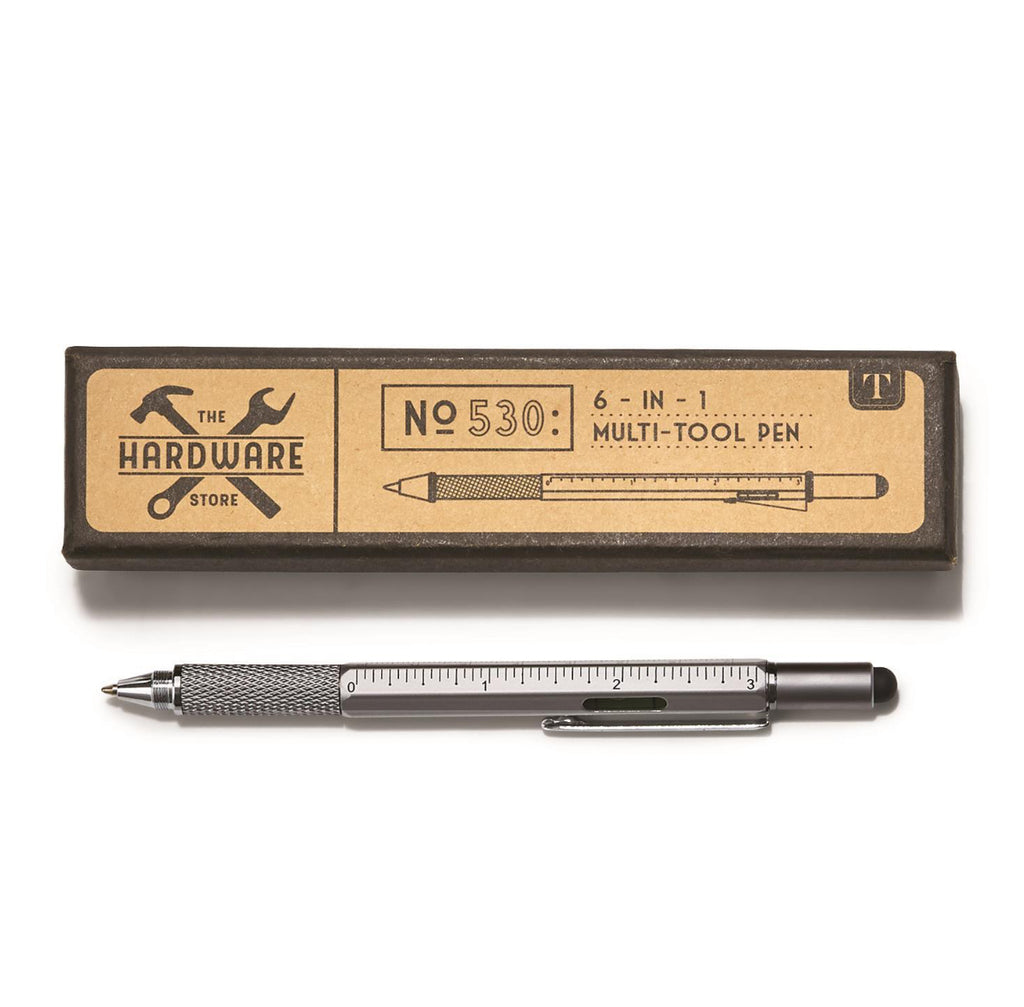 THE
HARDWARE
STORE
No 530:
6 - IN - 1
MULTI-TOOL PEN
T
0 1 2 3